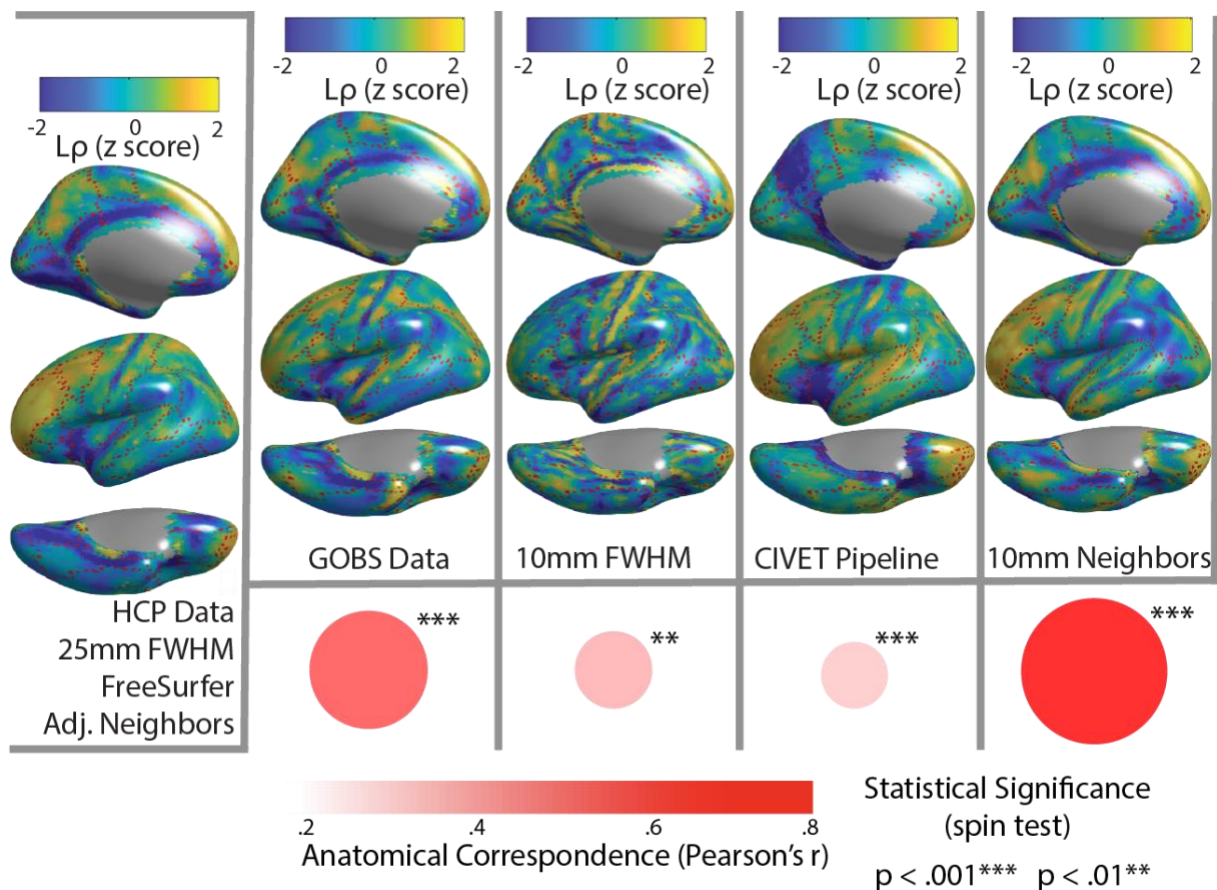 -2 0 2
Lρ (z score)
HCP Data
25mm FWHM
FreeSurfer
Adj. Neighbors
-2 0 2
Lρ (z score)
GOBS Data
***
-2 0 2
Lρ (z score)
10mm FWHM
**
-2 0 2
Lρ (z score)
CIVET Pipeline
***
-2 0 2
Lρ (z score)
10mm Neighbors
***
.2 .4 .6 .8
Anatomical Correspondence (Pearson's r)
Statistical Significance
(spin test)
p < .001*** p < .01**